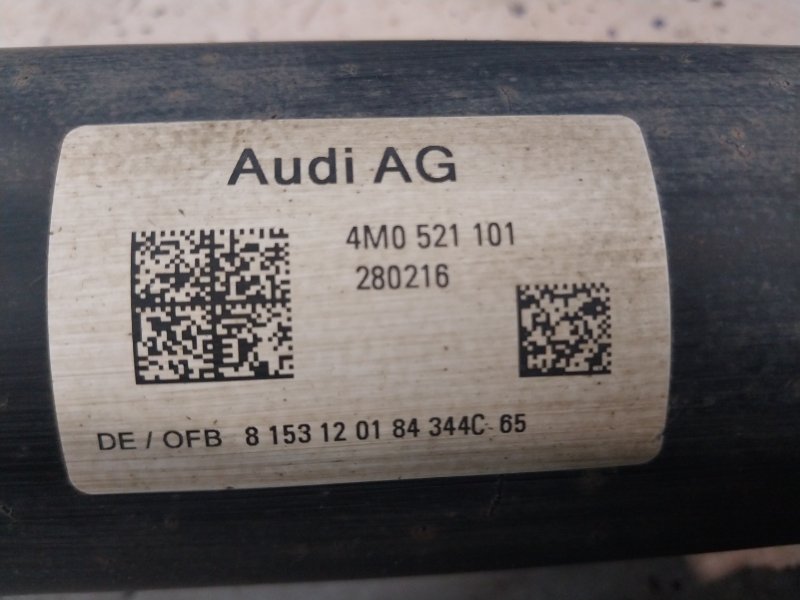 Audi AG
4M0 521 101
280216
DE / OFB 8 153 12 01 84 344C 65